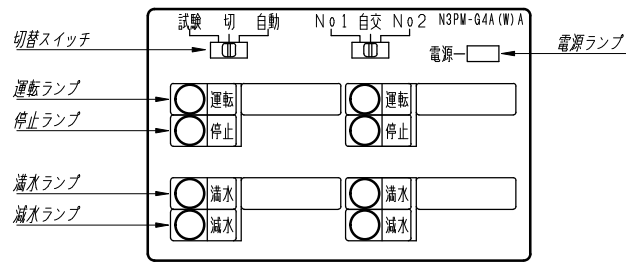 試験 切 自動 No1 自交 No2 N3PM-G4A(W)A
切替スイッチ
電源 電源ランプ
運転ランプ 運転 運転
停止ランプ 停止 停止
満水ランプ 満水 満水
減水ランプ 減水 減水